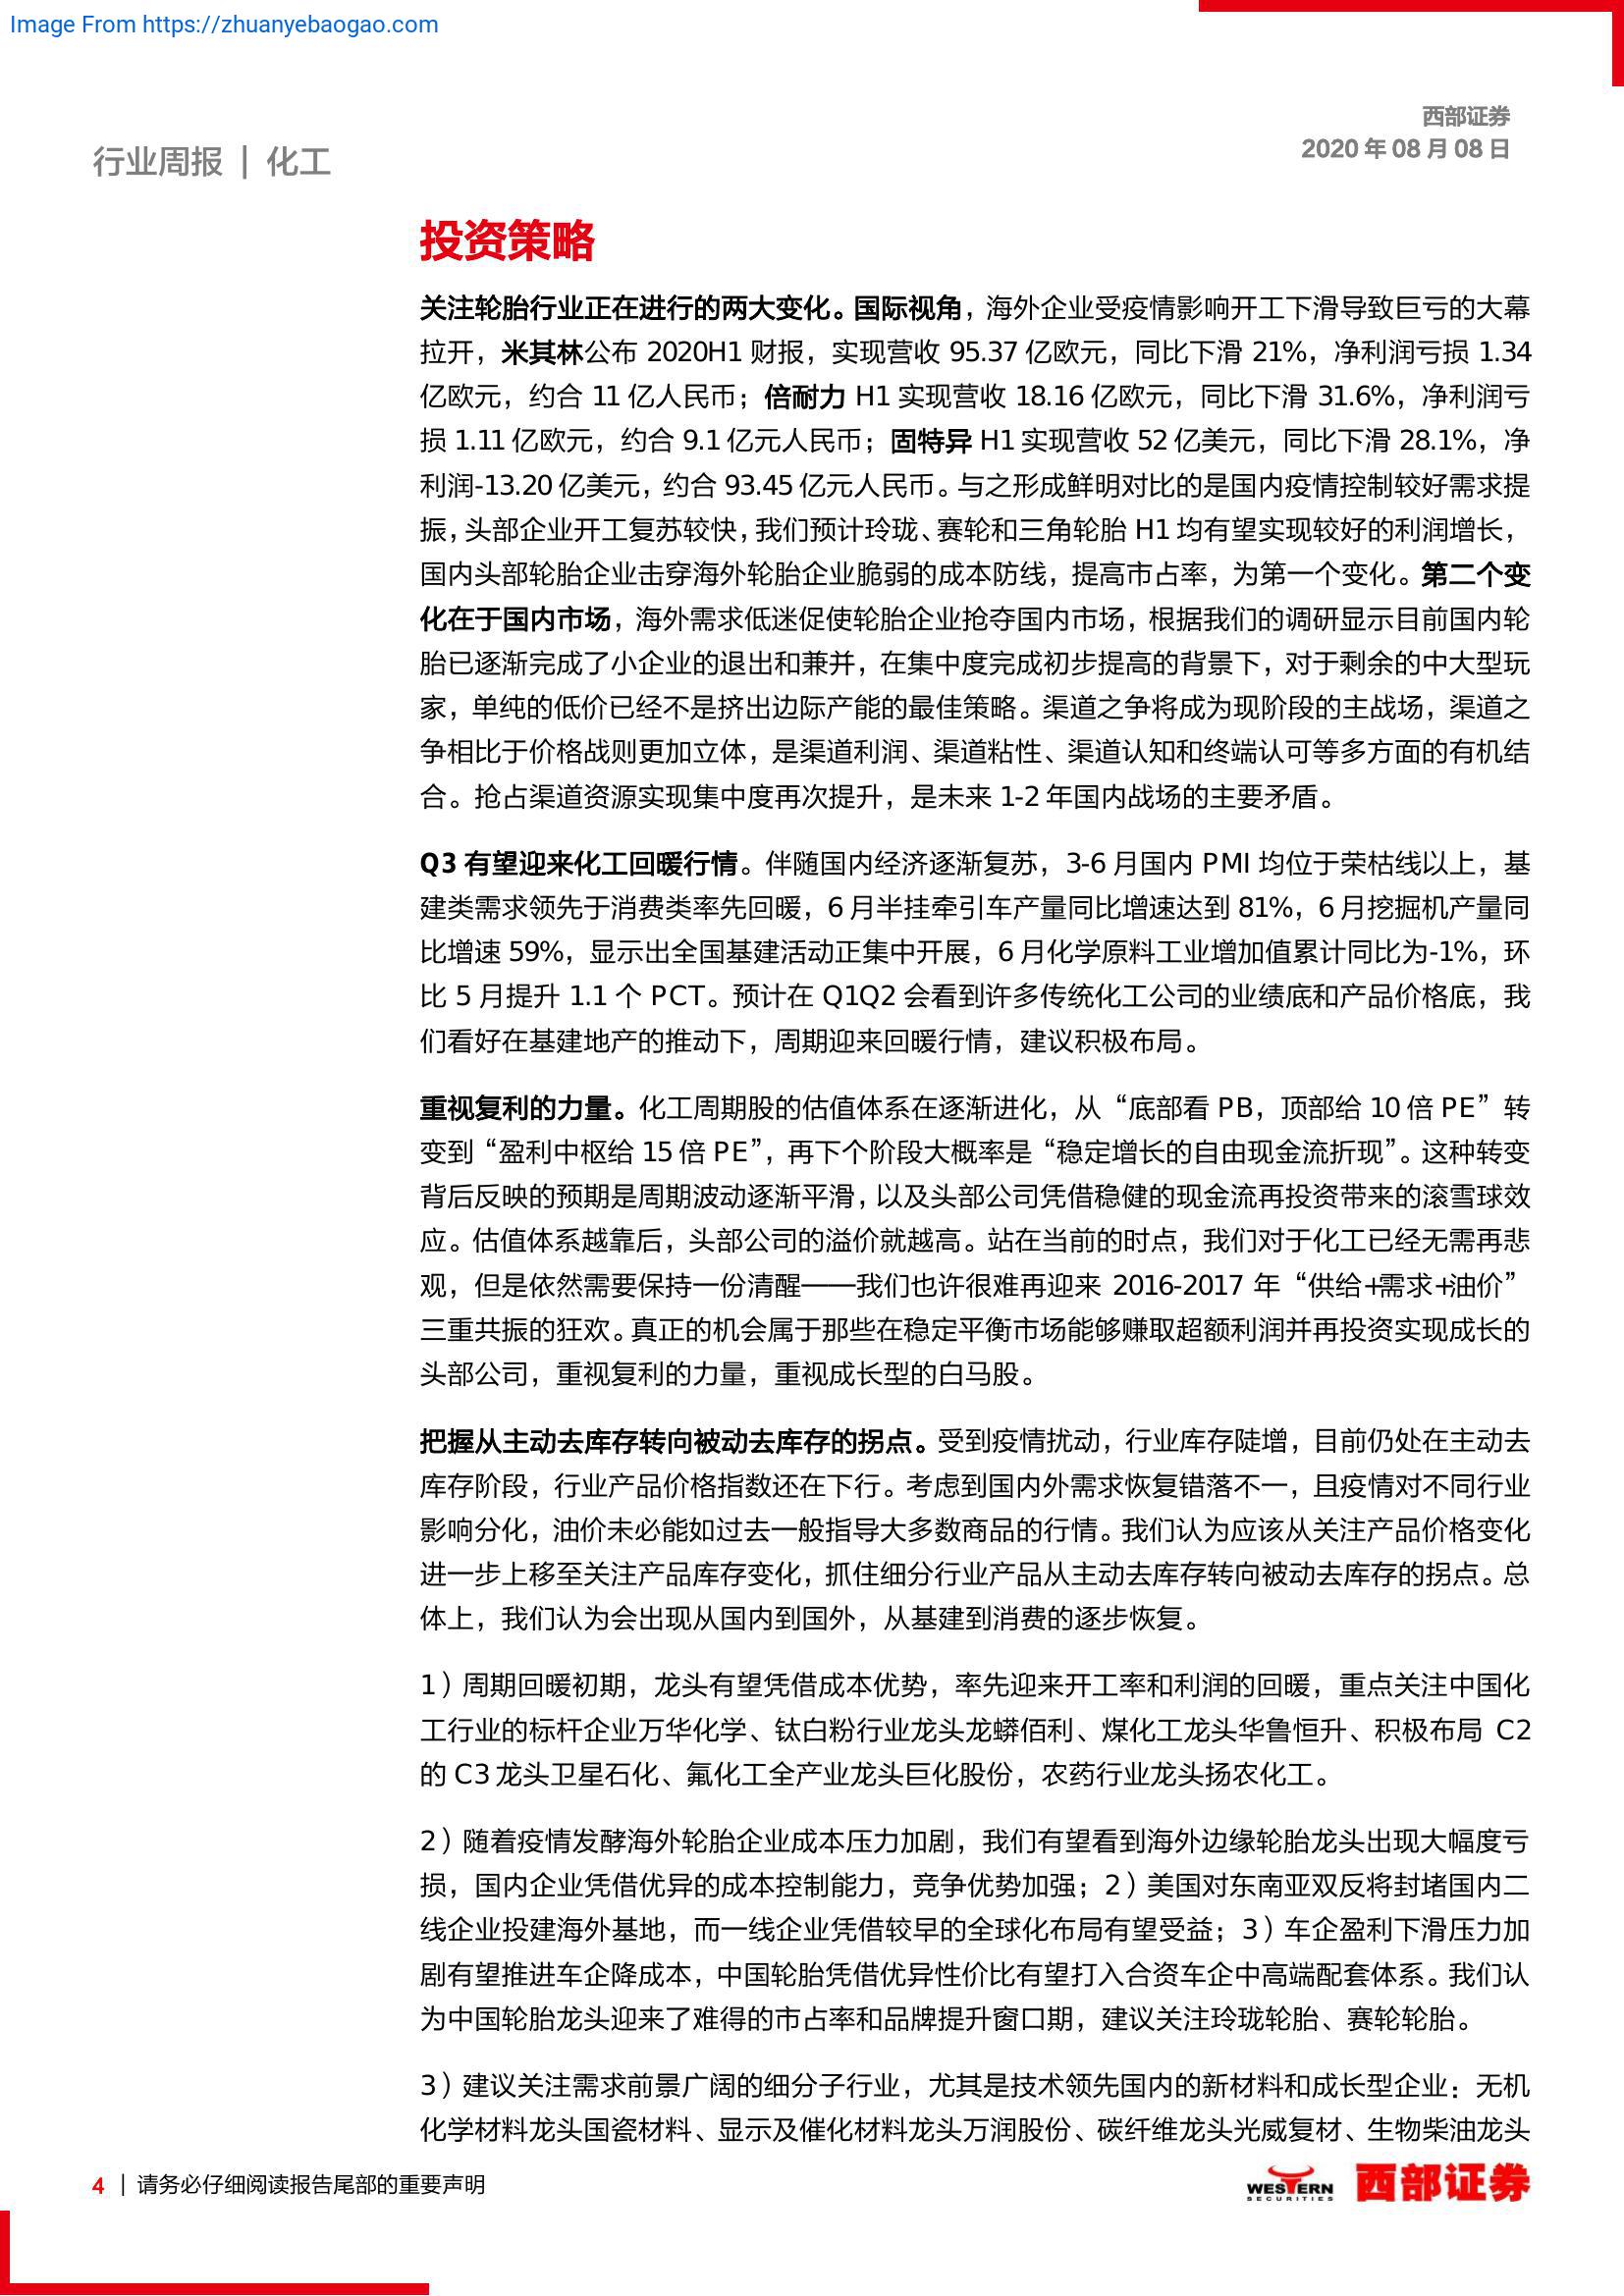 Image From https://zhuanyebaogao.com
西部证券
2020 年 08 月 08 日
行业周报 | 化工
投资策略
关注轮胎行业正在进行的两大变化。国际视角，海外企业受疫情影响开工下滑导致巨亏的大幕
拉开，米其林公布 2020H1 财报，实现营收 95.37 亿欧元，同比下滑 21%，净利润亏损 1.34
亿欧元，约合 11 亿人民币；倍耐力 H1 实现营收 18.16 亿欧元，同比下滑 31.6%，净利润亏
损 1.11 亿欧元，约合 9.1 亿元人民币；固特异 H1 实现营收 52 亿美元，同比下滑 28.1%，净
利润-13.20 亿美元，约合 93.45 亿元人民币。与之形成鲜明对比的是国内疫情控制较好需求提
振，头部企业开工复苏较快，我们预计玲珑、赛轮和三角轮胎 H1 均有望实现较好的利润增长，
国内头部轮胎企业击穿海外轮胎企业脆弱的成本防线，提高市占率，为第一个变化。第二个变
化在于国内市场，海外需求低迷促使轮胎企业抢夺国内市场，根据我们的调研显示目前国内轮
胎已逐渐完成了小企业的退出和兼并，在集中度完成初步提高的背景下，对于剩余的中大型玩
家，单纯的低价已经不是挤出边际产能的最佳策略。渠道之争将成为现阶段的主战场，渠道之
争相比于价格战则更加立体，是渠道利润、渠道粘性、渠道认知和终端认可等多方面的有机结
合。抢占渠道资源实现集中度再次提升，是未来 1-2 年国内战场的主要矛盾。
Q3 有望迎来化工回暖行情。伴随国内经济逐渐复苏，3-6 月国内 PMI 均位于荣枯线以上，基
建类需求领先于消费类率先回暖，6 月半挂牵引车产量同比增速达到 81%，6 月挖掘机产量同
比增速 59%，显示出全国基建活动正集中开展，6 月化学原料工业增加值累计同比为-1%，环
比 5 月提升 1.1 个 PCT。预计在 Q1Q2 会看到许多传统化工公司的业绩底和产品价格底，我
们看好在基建地产的推动下，周期迎来回暖行情，建议积极布局。
重视复利的力量。化工周期股的估值体系在逐渐进化，从“底部看 PB，顶部给 10 倍 PE”转
变到“盈利中枢给 15 倍 PE”，再下个阶段大概率是“稳定增长的自由现金流折现”。这种转变
背后反映的预期是周期波动逐渐平滑，以及头部公司凭借稳健的现金流再投资带来的滚雪球效
应。估值体系越靠后，头部公司的溢价就越高。站在当前的时点，我们对于化工已经无需再悲
观，但是依然需要保持一份清醒——我们也许很难再迎来 2016-2017 年“供给+需求+油价”
三重共振的狂欢。真正的机会属于那些在稳定平衡市场能够赚取超额利润并再投资实现成长的
头部公司，重视复利的力量，重视成长型的白马股。
把握从主动去库存转向被动去库存的拐点。受到疫情扰动，行业库存陡增，目前仍处在主动去
库存阶段，行业产品价格指数还在下行。考虑到国内外需求恢复错落不一，且疫情对不同行业
影响分化，油价未必能如过去一般指导大多数商品的行情。我们认为应该从关注产品价格变化
进一步上移至关注产品库存变化，抓住细分行业产品从主动去库存转向被动去库存的拐点。总
体上，我们认为会出现从国内到国外，从基建到消费的逐步恢复。
1）周期回暖初期，龙头有望凭借成本优势，率先迎来开工率和利润的回暖，重点关注中国化
工行业的标杆企业万华化学、钛白粉行业龙头龙蟒佰利、煤化工龙头华鲁恒升、积极布局 C2
的 C3 龙头卫星石化、氟化工全产业龙头巨化股份，农药行业龙头扬农化工。
2）随着疫情发酵海外轮胎企业成本压力加剧，我们有望看到海外边缘轮胎龙头出现大幅度亏
损，国内企业凭借优异的成本控制能力，竞争优势加强；2）美国对东南亚双反将封堵国内二
线企业投建海外基地，而一线企业凭借较早的全球化布局有望受益；3）车企盈利下滑压力加
剧有望推进车企降成本，中国轮胎凭借优异性价比有望打入合资车企中高端配套体系。我们认
为中国轮胎龙头迎来了难得的市占率和品牌提升窗口期，建议关注玲珑轮胎、赛轮轮胎。
3）建议关注需求前景广阔的细分子行业，尤其是技术领先国内的新材料和成长型企业：无机
化学材料龙头国瓷材料、显示及催化材料龙头万润股份、碳纤维龙头光威复材、生物柴油龙头
4 | 请务必仔细阅读报告尾部的重要声明
WESTERN
SECURITIES
西部证券